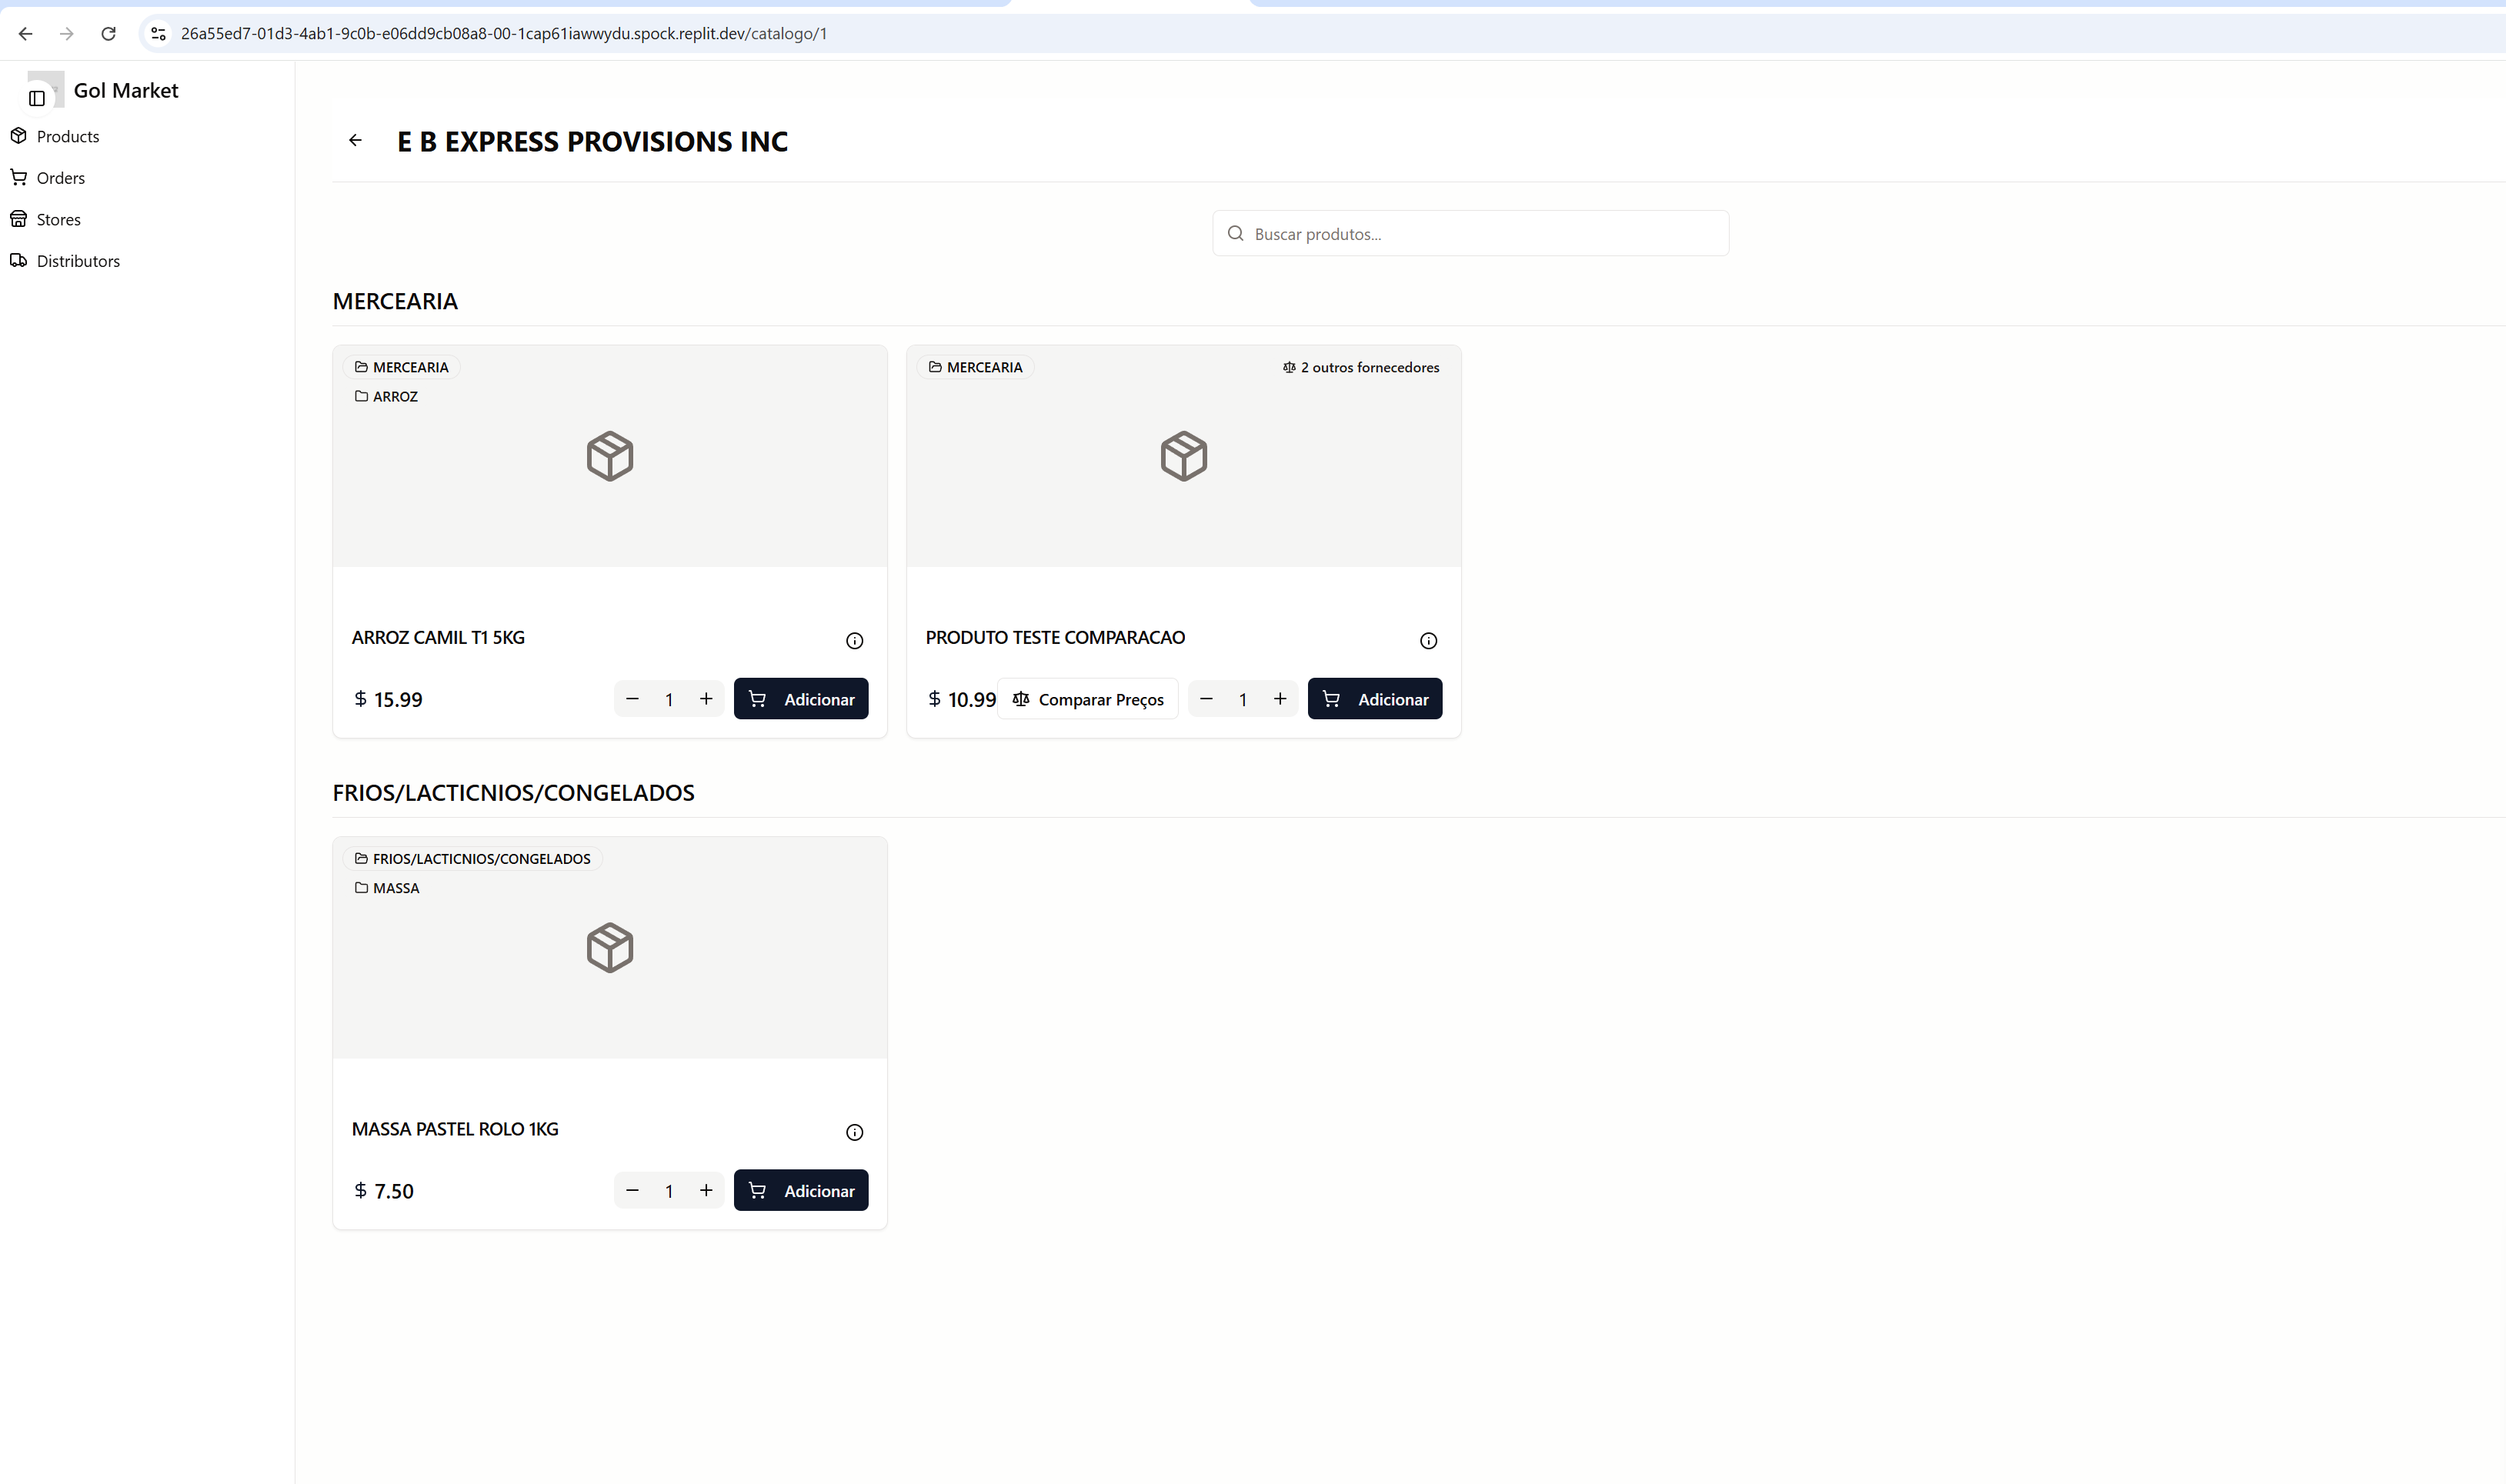 26a55ed7-01d3-4ab1-9c0b-e06dd9cb08a8-00-1cap61iawwydu.spock.replit.dev/catalogo/1
Gol Market
Products
Orders
Stores
Distributors
E B EXPRESS PROVISIONS INC
Buscar produtos...
MERCEARIA
MERCEARIA
ARROZ
ARROZ CAMIL T1 5KG
$ 15.99
1
Adicionar
MERCEARIA
2 outros fornecedores
PRODUTO TESTE COMPARACAO
$ 10.99
Comparar Preços
1
Adicionar
FRIOS/LACTICNIOS/CONGELADOS
FRIOS/LACTICNIOS/CONGELADOS
MASSA
MASSA PASTEL ROLO 1KG
$ 7.50
1
Adicionar